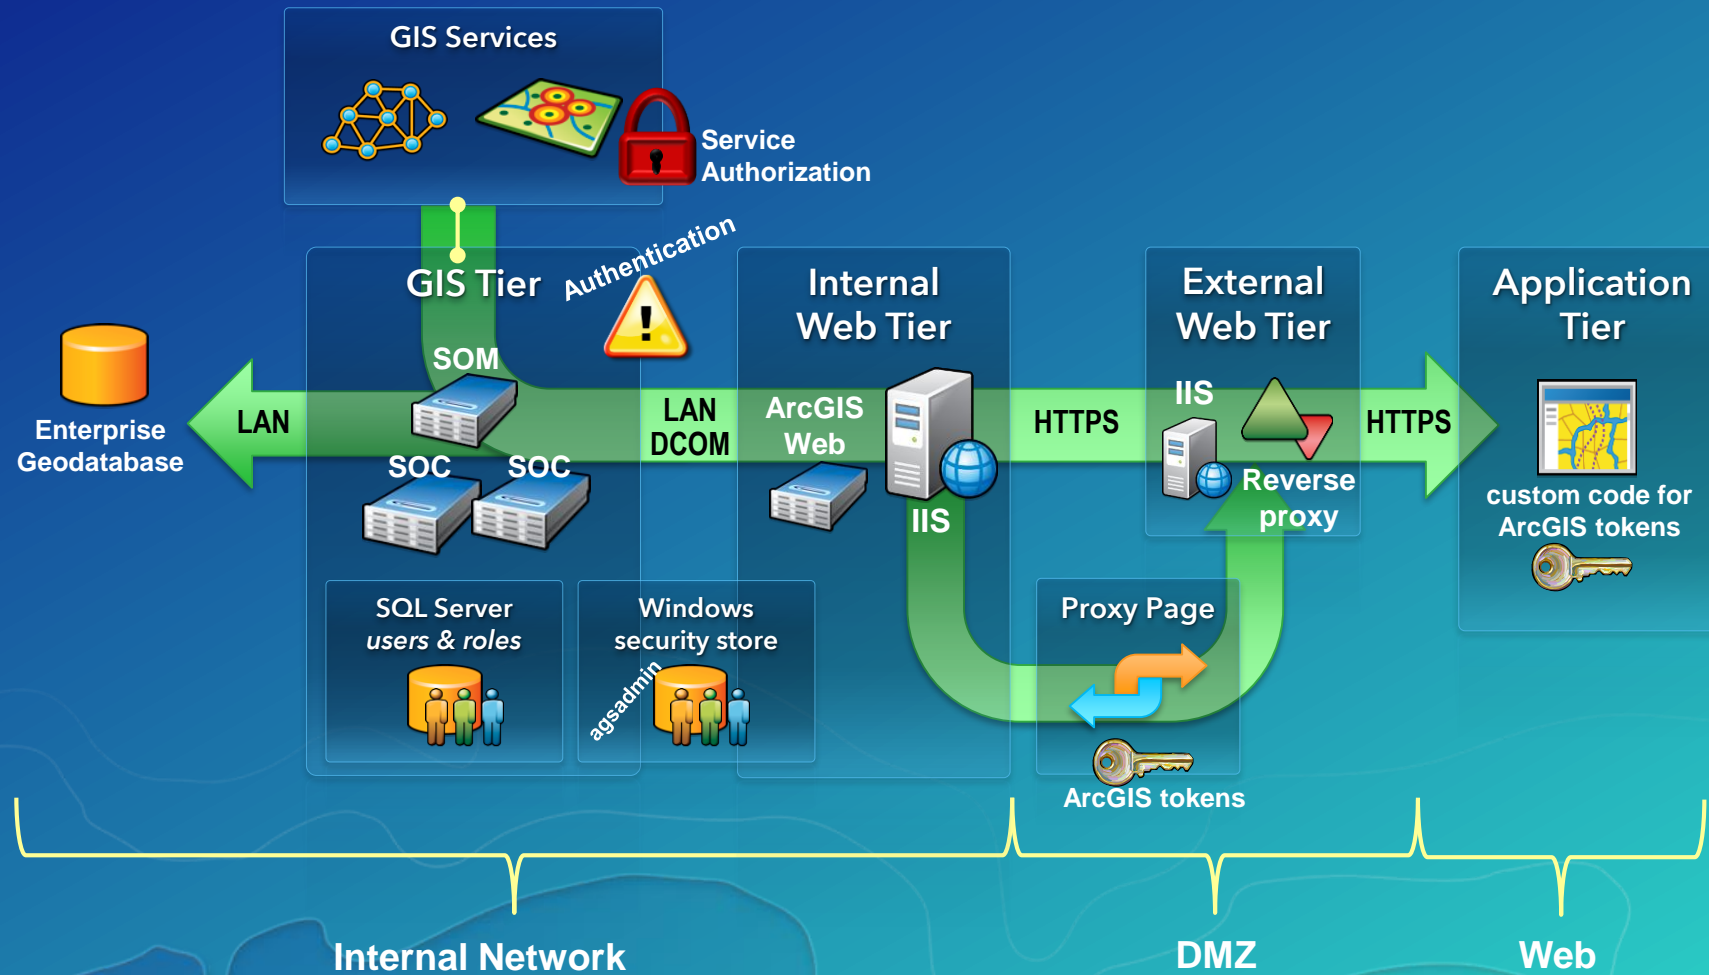 GIS Services
Service
Authorization
Authentication
GIS Tier
SOM
SOC
SOC
Enterprise
Geodatabase
LAN
LAN
DCOM
SQL Server
users & roles
Windows
security store
agsadmin
Internal
Web Tier
ArcGIS
Web
IIS
HTTPS
External
Web Tier
IIS
Reverse
proxy
HTTPS
Proxy Page
ArcGIS tokens
Application
Tier
custom code for
ArcGIS tokens
Internal Network
DMZ
Web